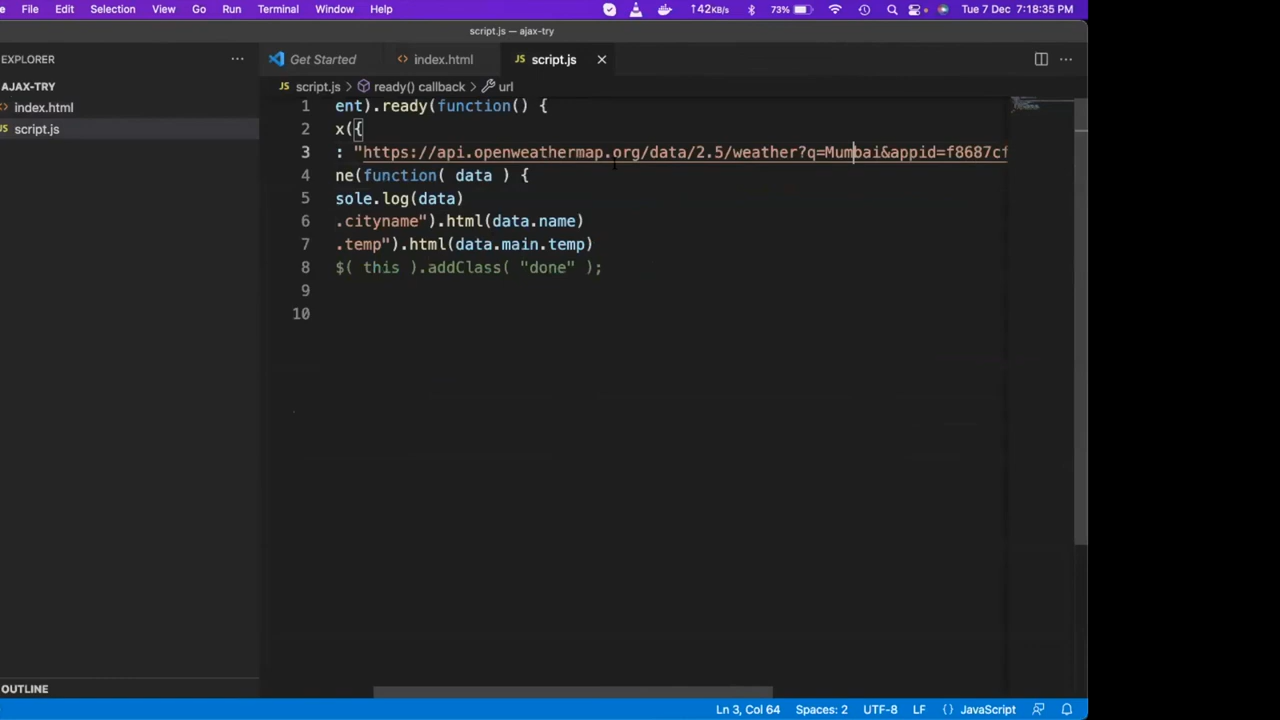 File Edit Selection View Go Run Terminal Window Help 42KB/s 73% Tue 7 Dec 7:18:35 PM
script.js — ajax-try
EXPLORER ... Get Started <> index.html JS script.js ×
AJAX-TRY
JS script.js > ready() callback > url
<> index.html
script.js
1 ent).ready(function() {
2 x({
3 : "https://api.openweathermap.org/data/2.5/weather?q=Mumbai&appid=f8687cf
4 ne(function( data ) {
5 sole.log(data)
6 .cityname").html(data.name)
7 .temp").html(data.main.temp)
8 $( this ).addClass( "done" );
9
10
OUTLINE
Ln 3, Col 64 Spaces: 2 UTF-8 LF {} JavaScript